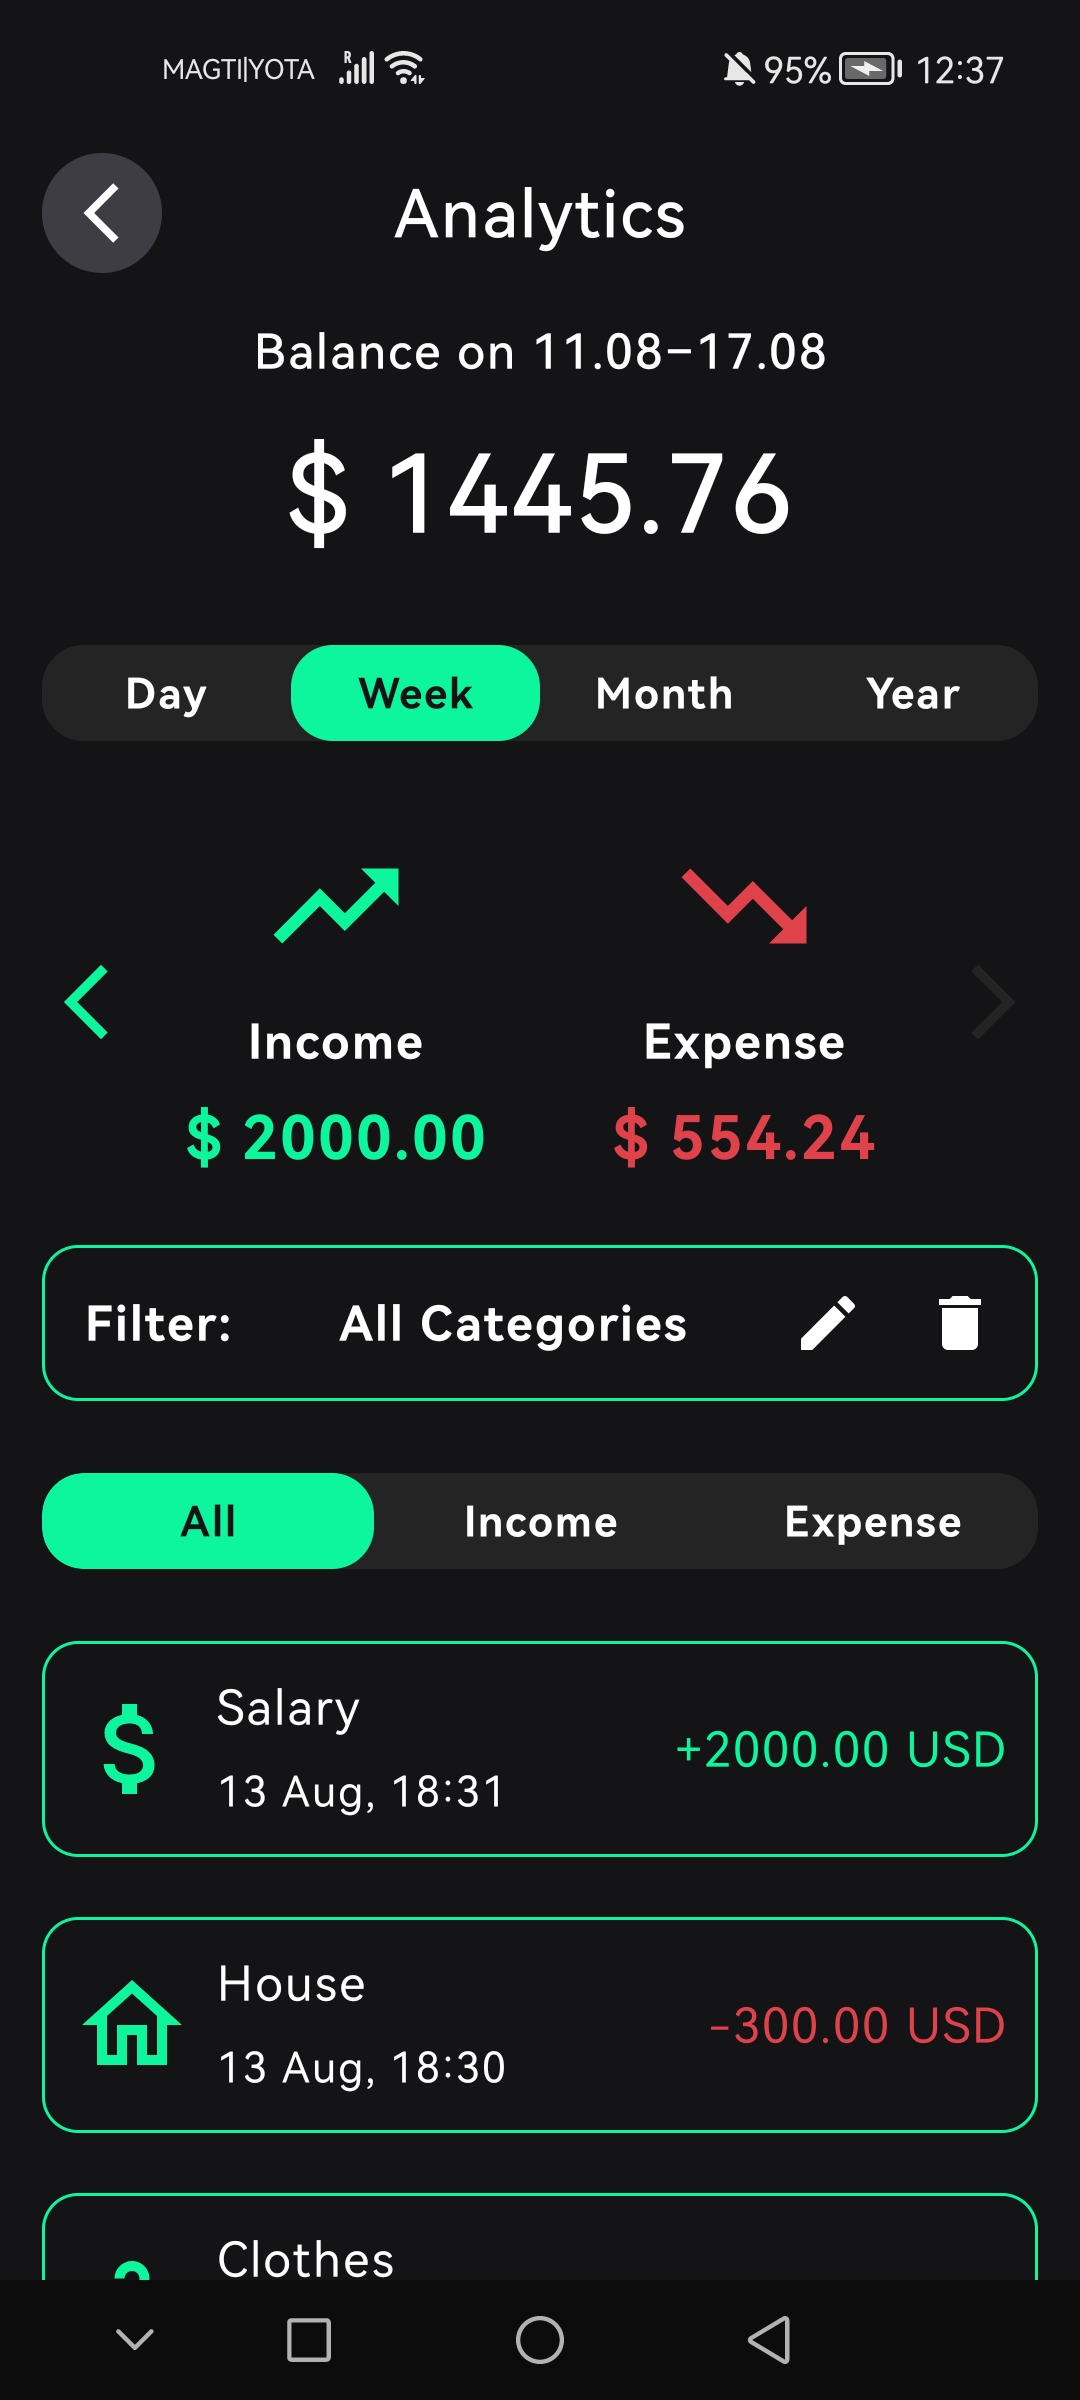 MAGTI|YOTA R 95% 12:37
Analytics
Balance on 11.08–17.08
$ 1445.76
Day Week Month Year
Income Expense
$ 2000.00 $ 554.24
Filter: All Categories
All Income Expense
Salary
+2000.00 USD
13 Aug, 18:31
House
-300.00 USD
13 Aug, 18:30
Clothes